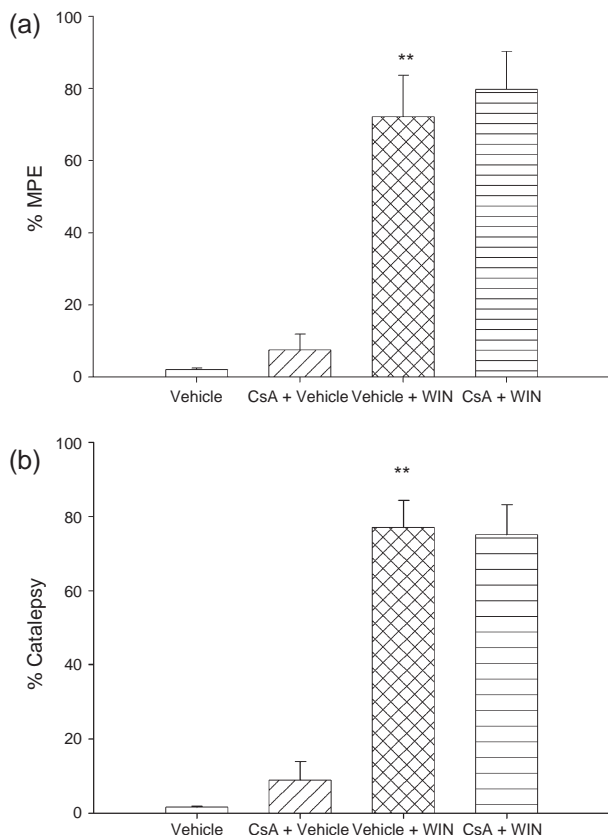 (a)
100
80
60
40
20
0
% MPE
**
Vehicle CsA + Vehicle Vehicle + WIN CsA + WIN
(b)
100
80
60
40
20
0
% Catalepsy
**
Vehicle CsA + Vehicle Vehicle + WIN CsA + WIN